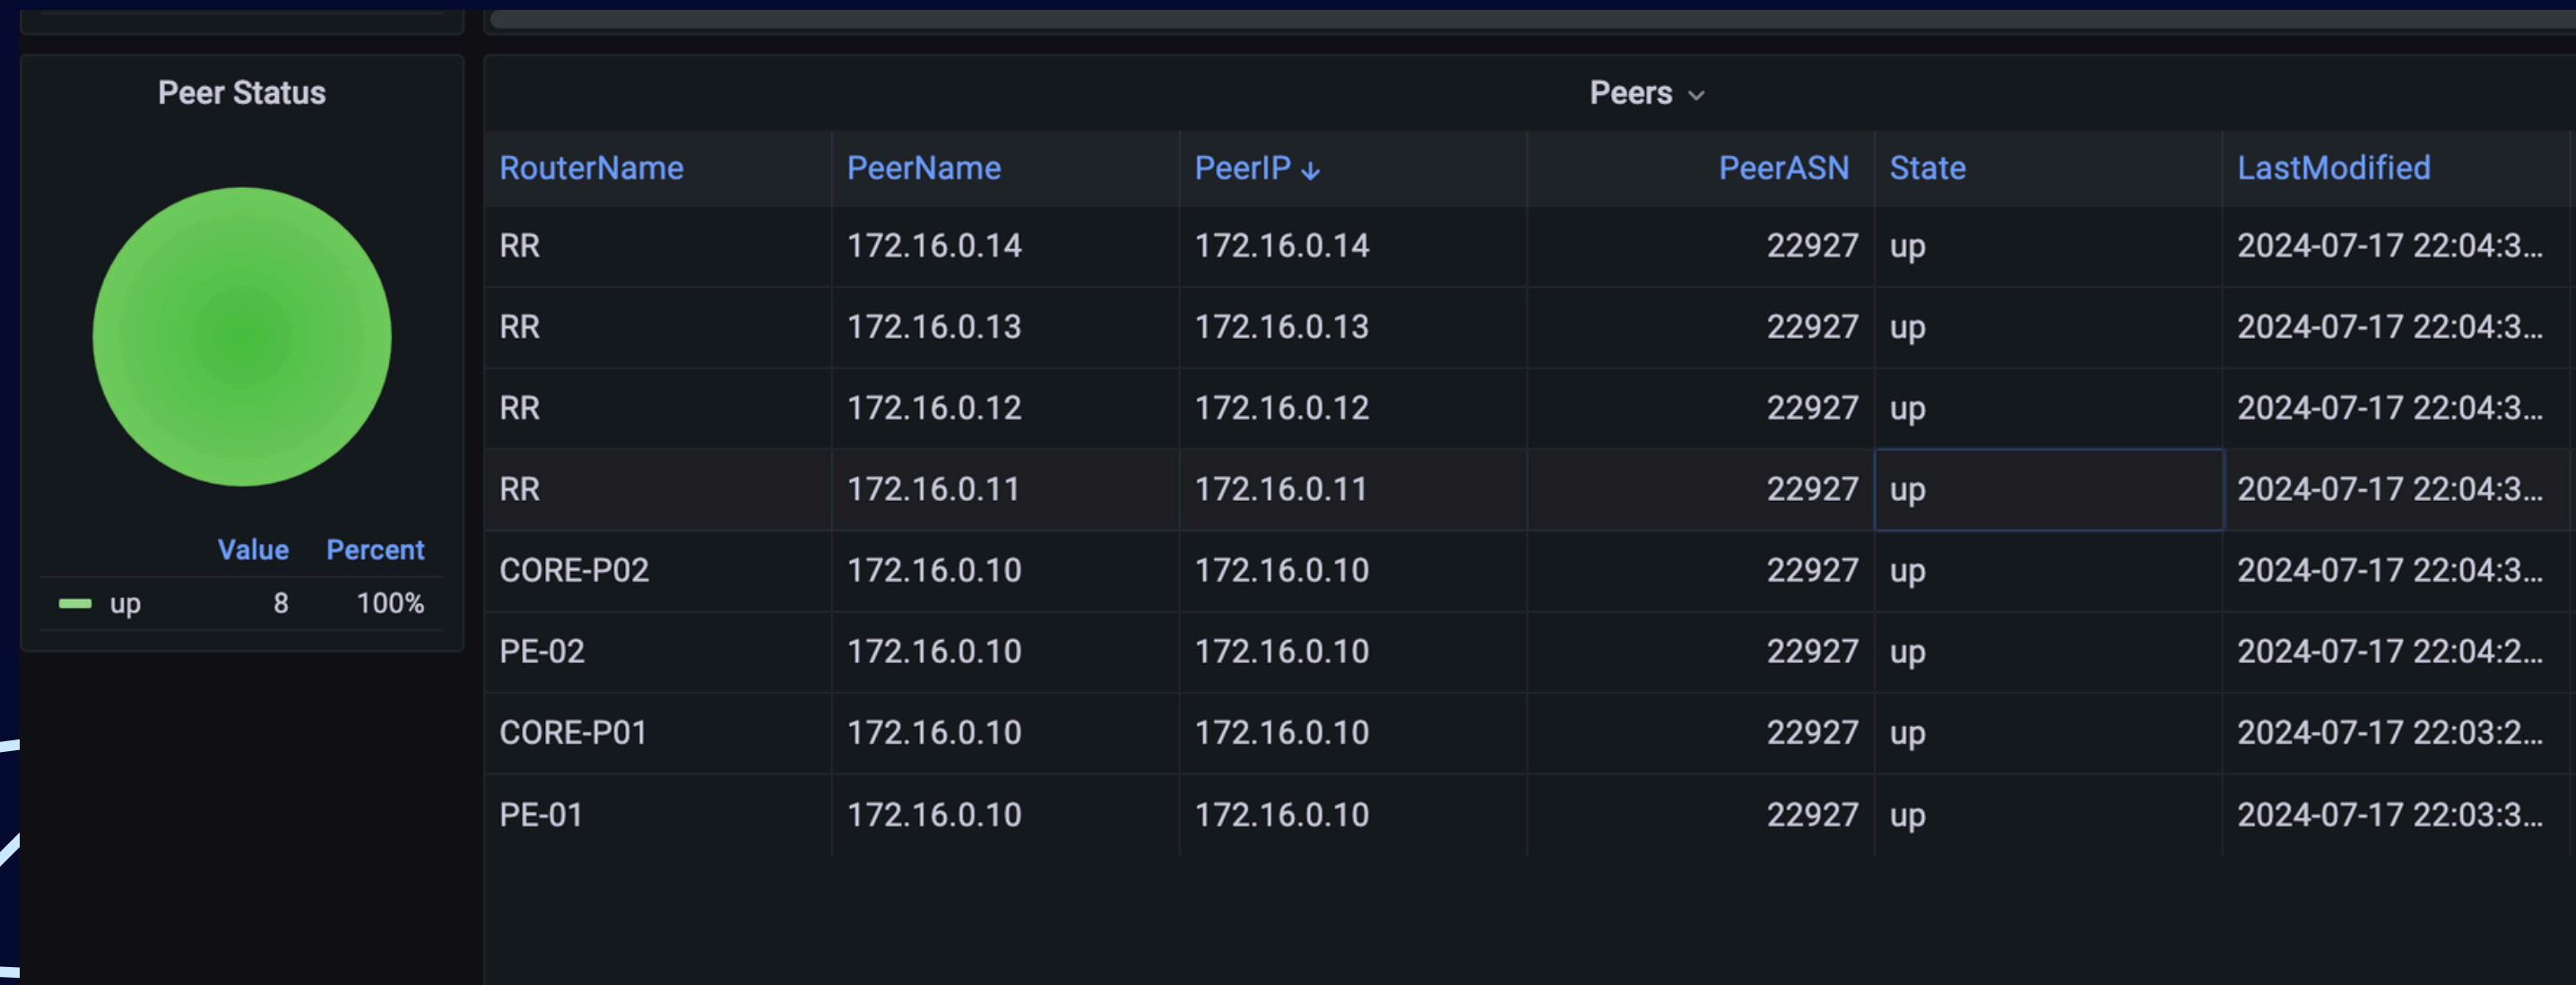 Peer Status
Value Percent
up 8 100%
Peers
RouterName PeerName PeerIP PeerASN State LastModified
RR 172.16.0.14 172.16.0.14 22927 up 2024-07-17 22:04:3...
RR 172.16.0.13 172.16.0.13 22927 up 2024-07-17 22:04:3...
RR 172.16.0.12 172.16.0.12 22927 up 2024-07-17 22:04:3...
RR 172.16.0.11 172.16.0.11 22927 up 2024-07-17 22:04:3...
CORE-P02 172.16.0.10 172.16.0.10 22927 up 2024-07-17 22:04:3...
PE-02 172.16.0.10 172.16.0.10 22927 up 2024-07-17 22:04:2...
CORE-P01 172.16.0.10 172.16.0.10 22927 up 2024-07-17 22:03:2...
PE-01 172.16.0.10 172.16.0.10 22927 up 2024-07-17 22:03:3...